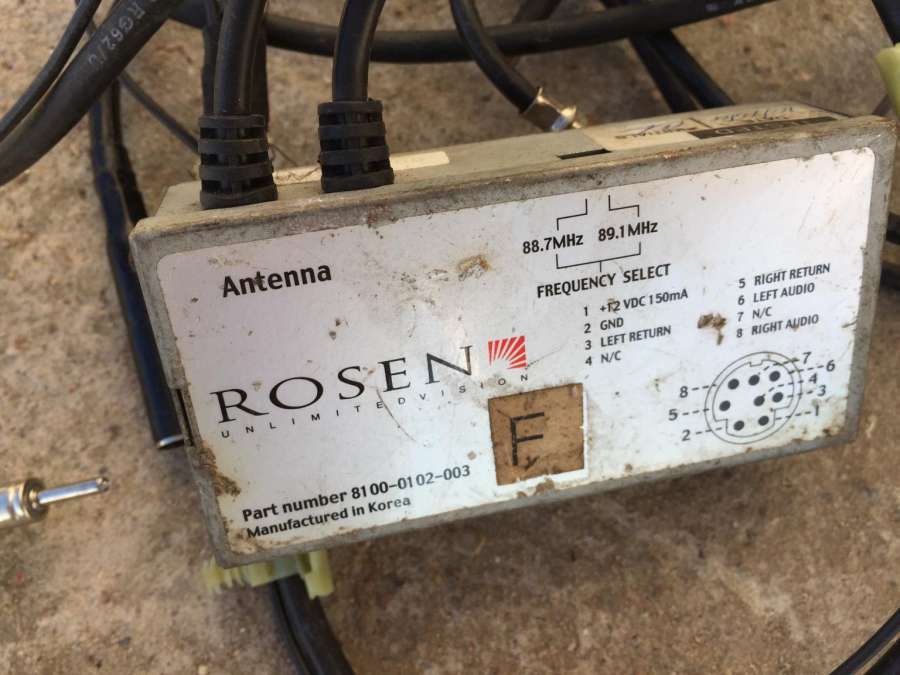 RG62/U
88.7MHz 89.1MHz
FREQUENCY SELECT
Antenna
1 +12 VDC 150mA
2 GND
3 LEFT RETURN
4 N/C
5 RIGHT RETURN
6 LEFT AUDIO
7 N/C
8 RIGHT AUDIO
7
6
4
3
1
8
5
2
ROSEN
UNLIMITEDVISION
F
Part number 8100-0102-003
Manufactured in Korea